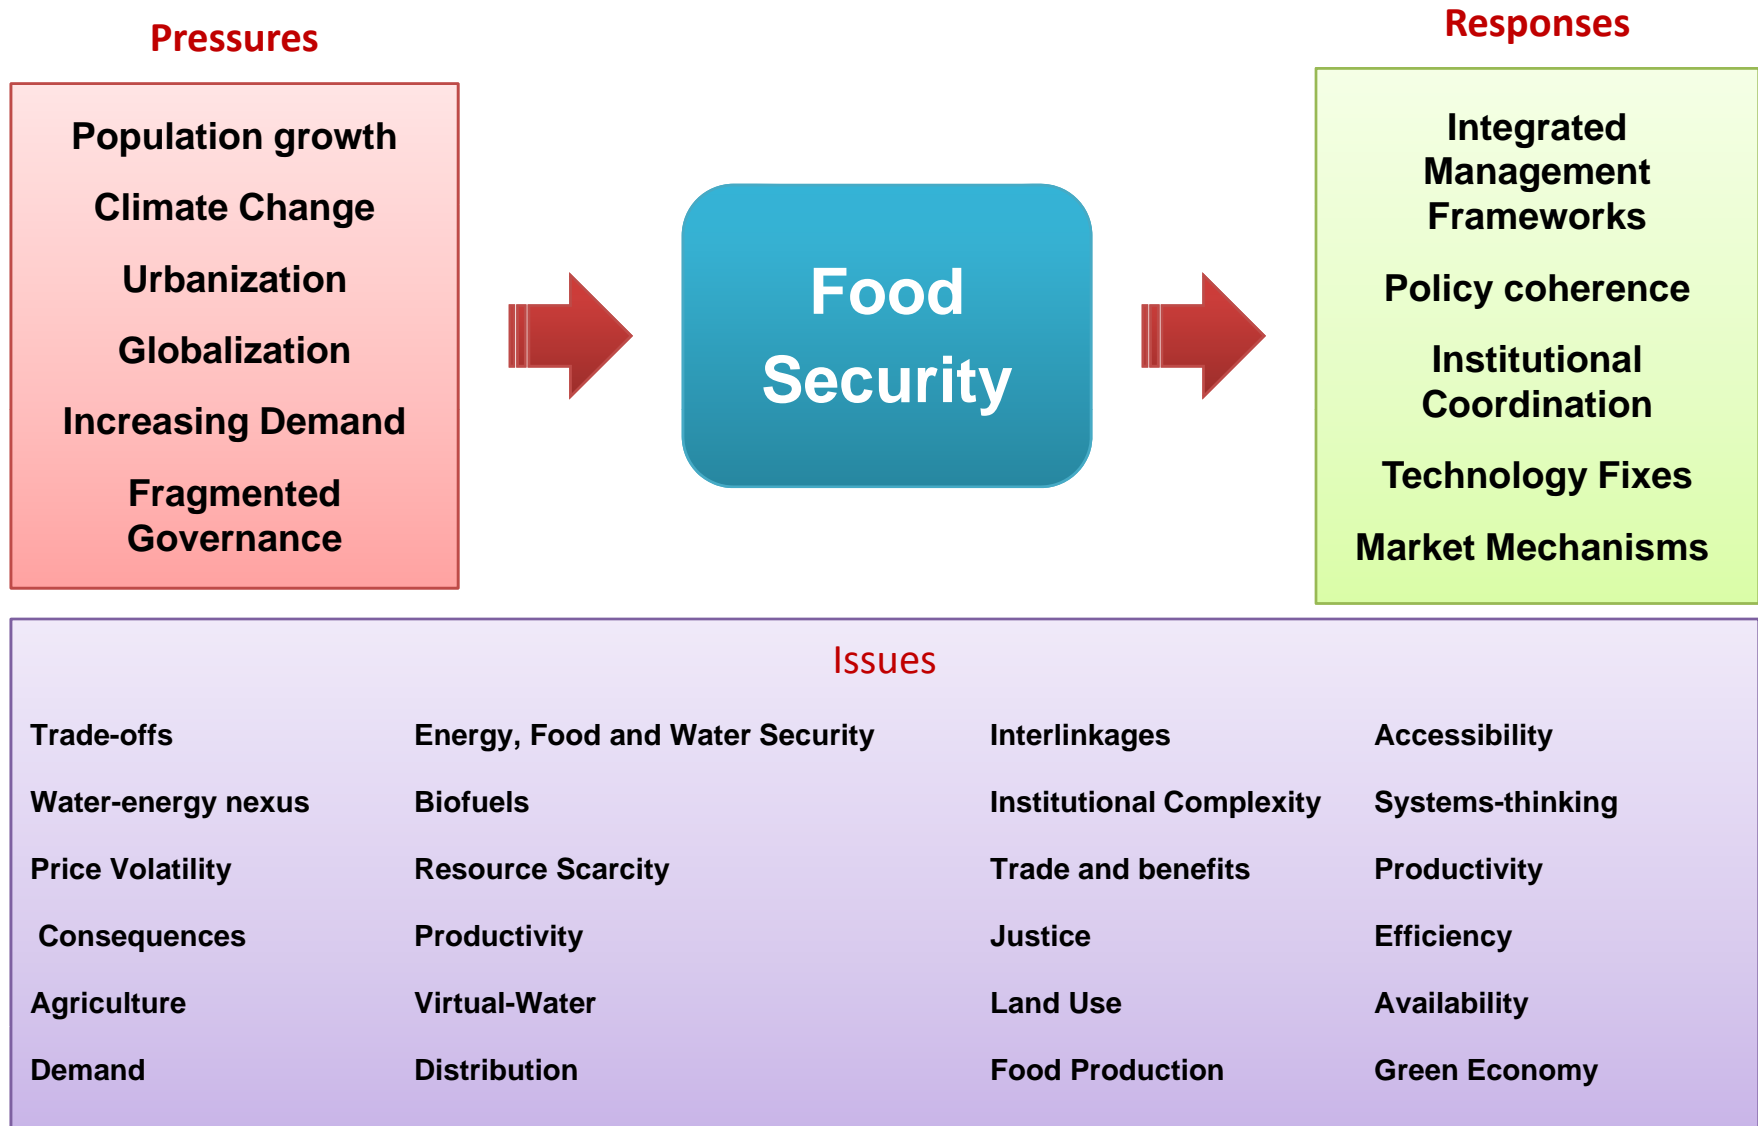 Pressures
Population growth
Climate Change
Urbanization
Globalization
Increasing Demand
Fragmented
Governance
Food
Security
Responses
Integrated
Management
Frameworks
Policy coherence
Institutional
Coordination
Technology Fixes
Market Mechanisms
Issues
Trade-offs
Energy, Food and Water Security
Interlinkages
Accessibility
Water-energy nexus
Biofuels
Institutional Complexity
Systems-thinking
Price Volatility
Resource Scarcity
Trade and benefits
Productivity
Consequences
Productivity
Justice
Efficiency
Agriculture
Virtual-Water
Land Use
Availability
Demand
Distribution
Food Production
Green Economy